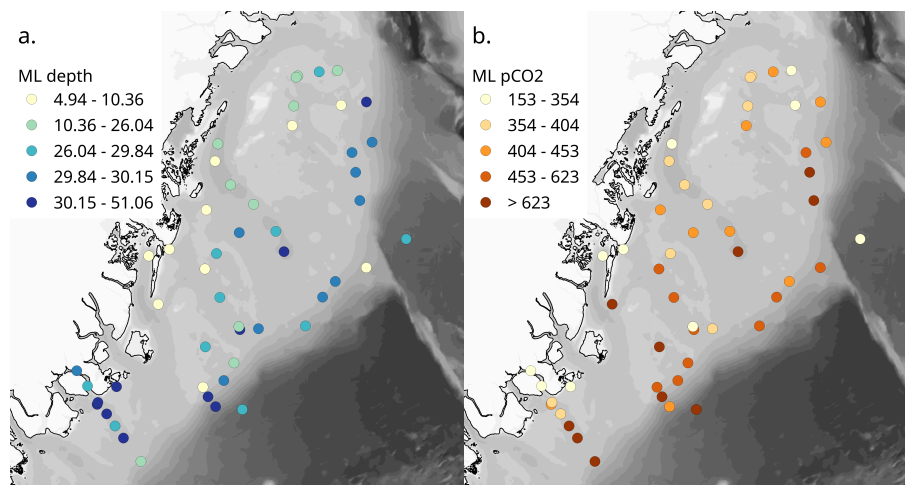 a.
ML depth
4.94 - 10.36
10.36 - 26.04
26.04 - 29.84
29.84 - 30.15
30.15 - 51.06
b.
ML pCO2
153 - 354
354 - 404
404 - 453
453 - 623
> 623